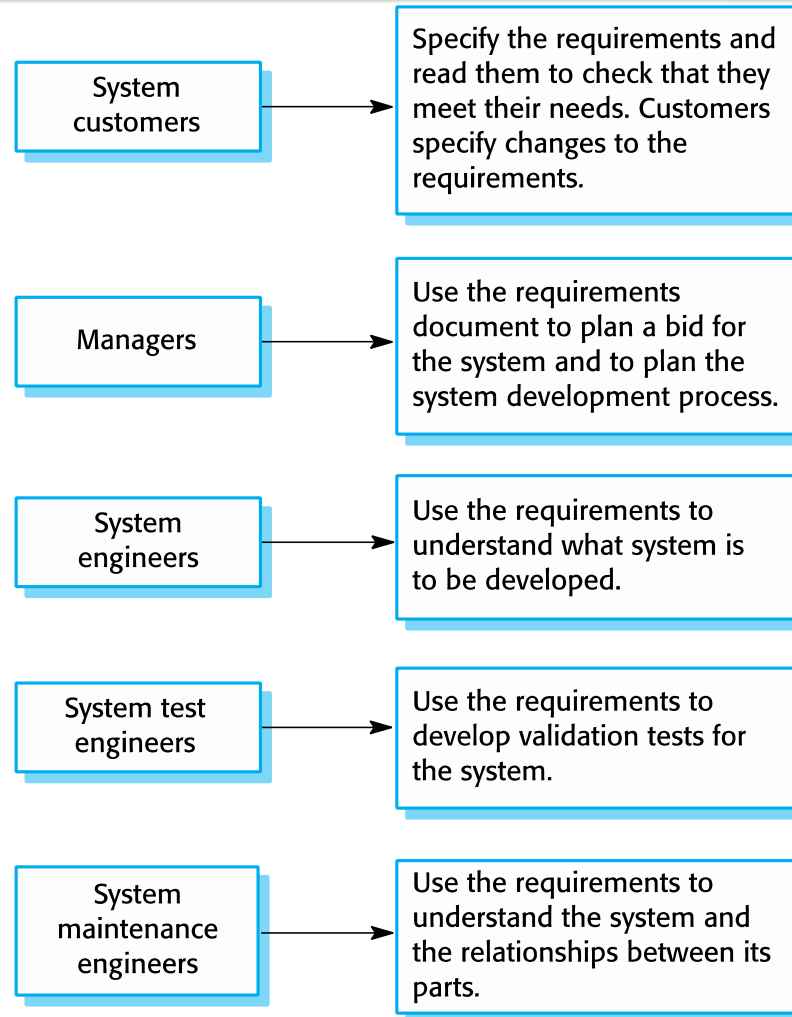 System
customers
Specify the requirements and
read them to check that they
meet their needs. Customers
specify changes to the
requirements.
Managers
Use the requirements
document to plan a bid for
the system and to plan the
system development process.
System
engineers
Use the requirements to
understand what system is
to be developed.
System test
engineers
Use the requirements to
develop validation tests for
the system.
System
maintenance
engineers
Use the requirements to
understand the system and
the relationships between its
parts.